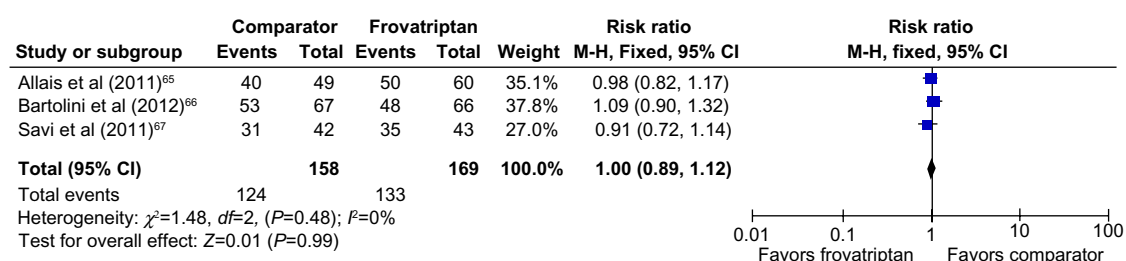 Comparator Frovatriptan Risk ratio Risk ratio
Study or subgroup Events Total Events Total Weight M-H, Fixed, 95% CI M-H, fixed, 95% CI
Allais et al (2011)⁶⁵ 40 49 50 60 35.1% 0.98 (0.82, 1.17)
Bartolini et al (2012)⁶⁶ 53 67 48 66 37.8% 1.09 (0.90, 1.32)
Savi et al (2011)⁶⁷ 31 42 35 43 27.0% 0.91 (0.72, 1.14)
Total (95% CI) 158 169 100.0% 1.00 (0.89, 1.12)
Total events 124 133
Heterogeneity: χ²=1.48, df=2, (P=0.48); I²=0%
Test for overall effect: Z=0.01 (P=0.99)
0.01 0.1 1 10 100
Favors frovatriptan Favors comparator